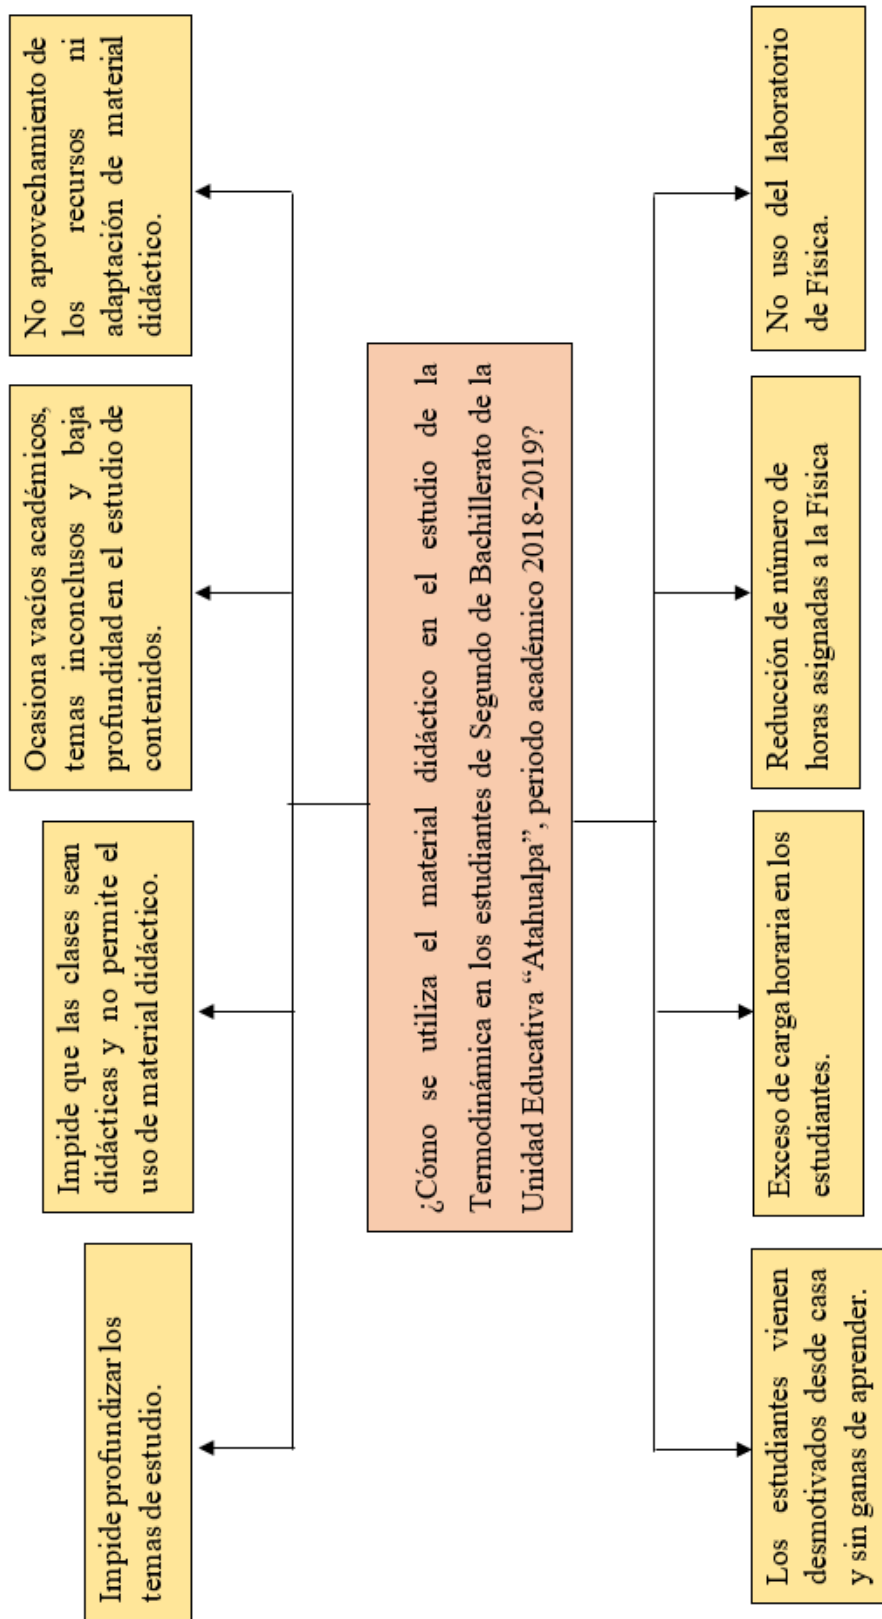 Impide profundizar los
temas de estudio.
Impide que las clases sean
didácticas y no permite el
uso de material didáctico.
Ocasiona vacíos académicos,
temas inconclusos y baja
profundidad en el estudio de
contenidos.
No aprovechamiento de
los recursos ni
adaptación de material
didáctico.
¿Cómo se utiliza el material didáctico en el estudio de la
Termodinámica en los estudiantes de Segundo de Bachillerato de la
Unidad Educativa “Atahualpa”, periodo académico 2018-2019?
Los estudiantes vienen
desmotivados desde casa
y sin ganas de aprender.
Exceso de carga horaria en los
estudiantes.
Reducción de número de
horas asignadas a la Física
No uso del laboratorio
de Física.